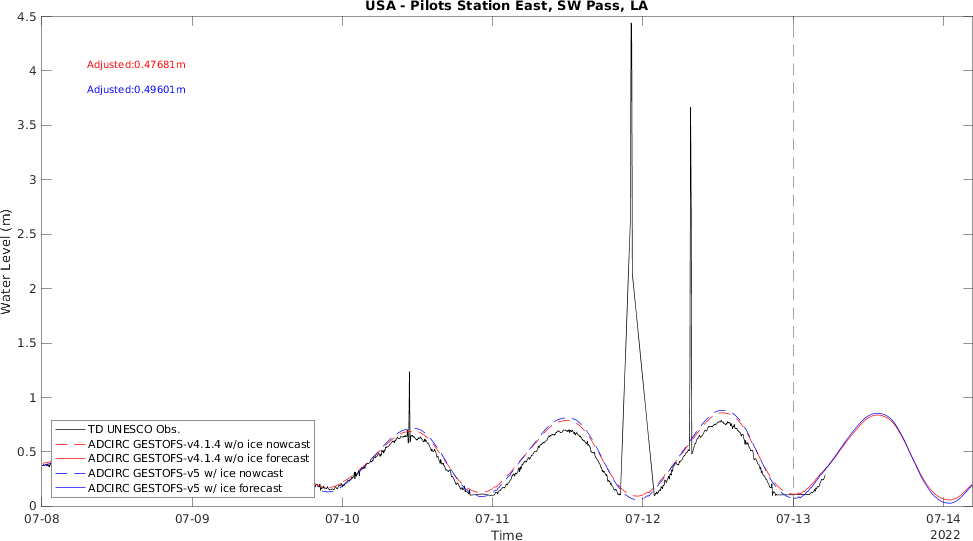 USA - Pilots Station East, SW Pass, LA
4.5
4
3.5
3
2.5
2
1.5
1
0.5
0
Water Level (m)
Adjusted:0.47681m
Adjusted:0.49601m
TD UNESCO Obs.
ADCIRC GESTOFS-v4.1.4 w/o ice nowcast
ADCIRC GESTOFS-v4.1.4 w/o ice forecast
ADCIRC GESTOFS-v5 w/ ice nowcast
ADCIRC GESTOFS-v5 w/ ice forecast
07-08 07-09 07-10 07-11 07-12 07-13 07-14
Time
2022